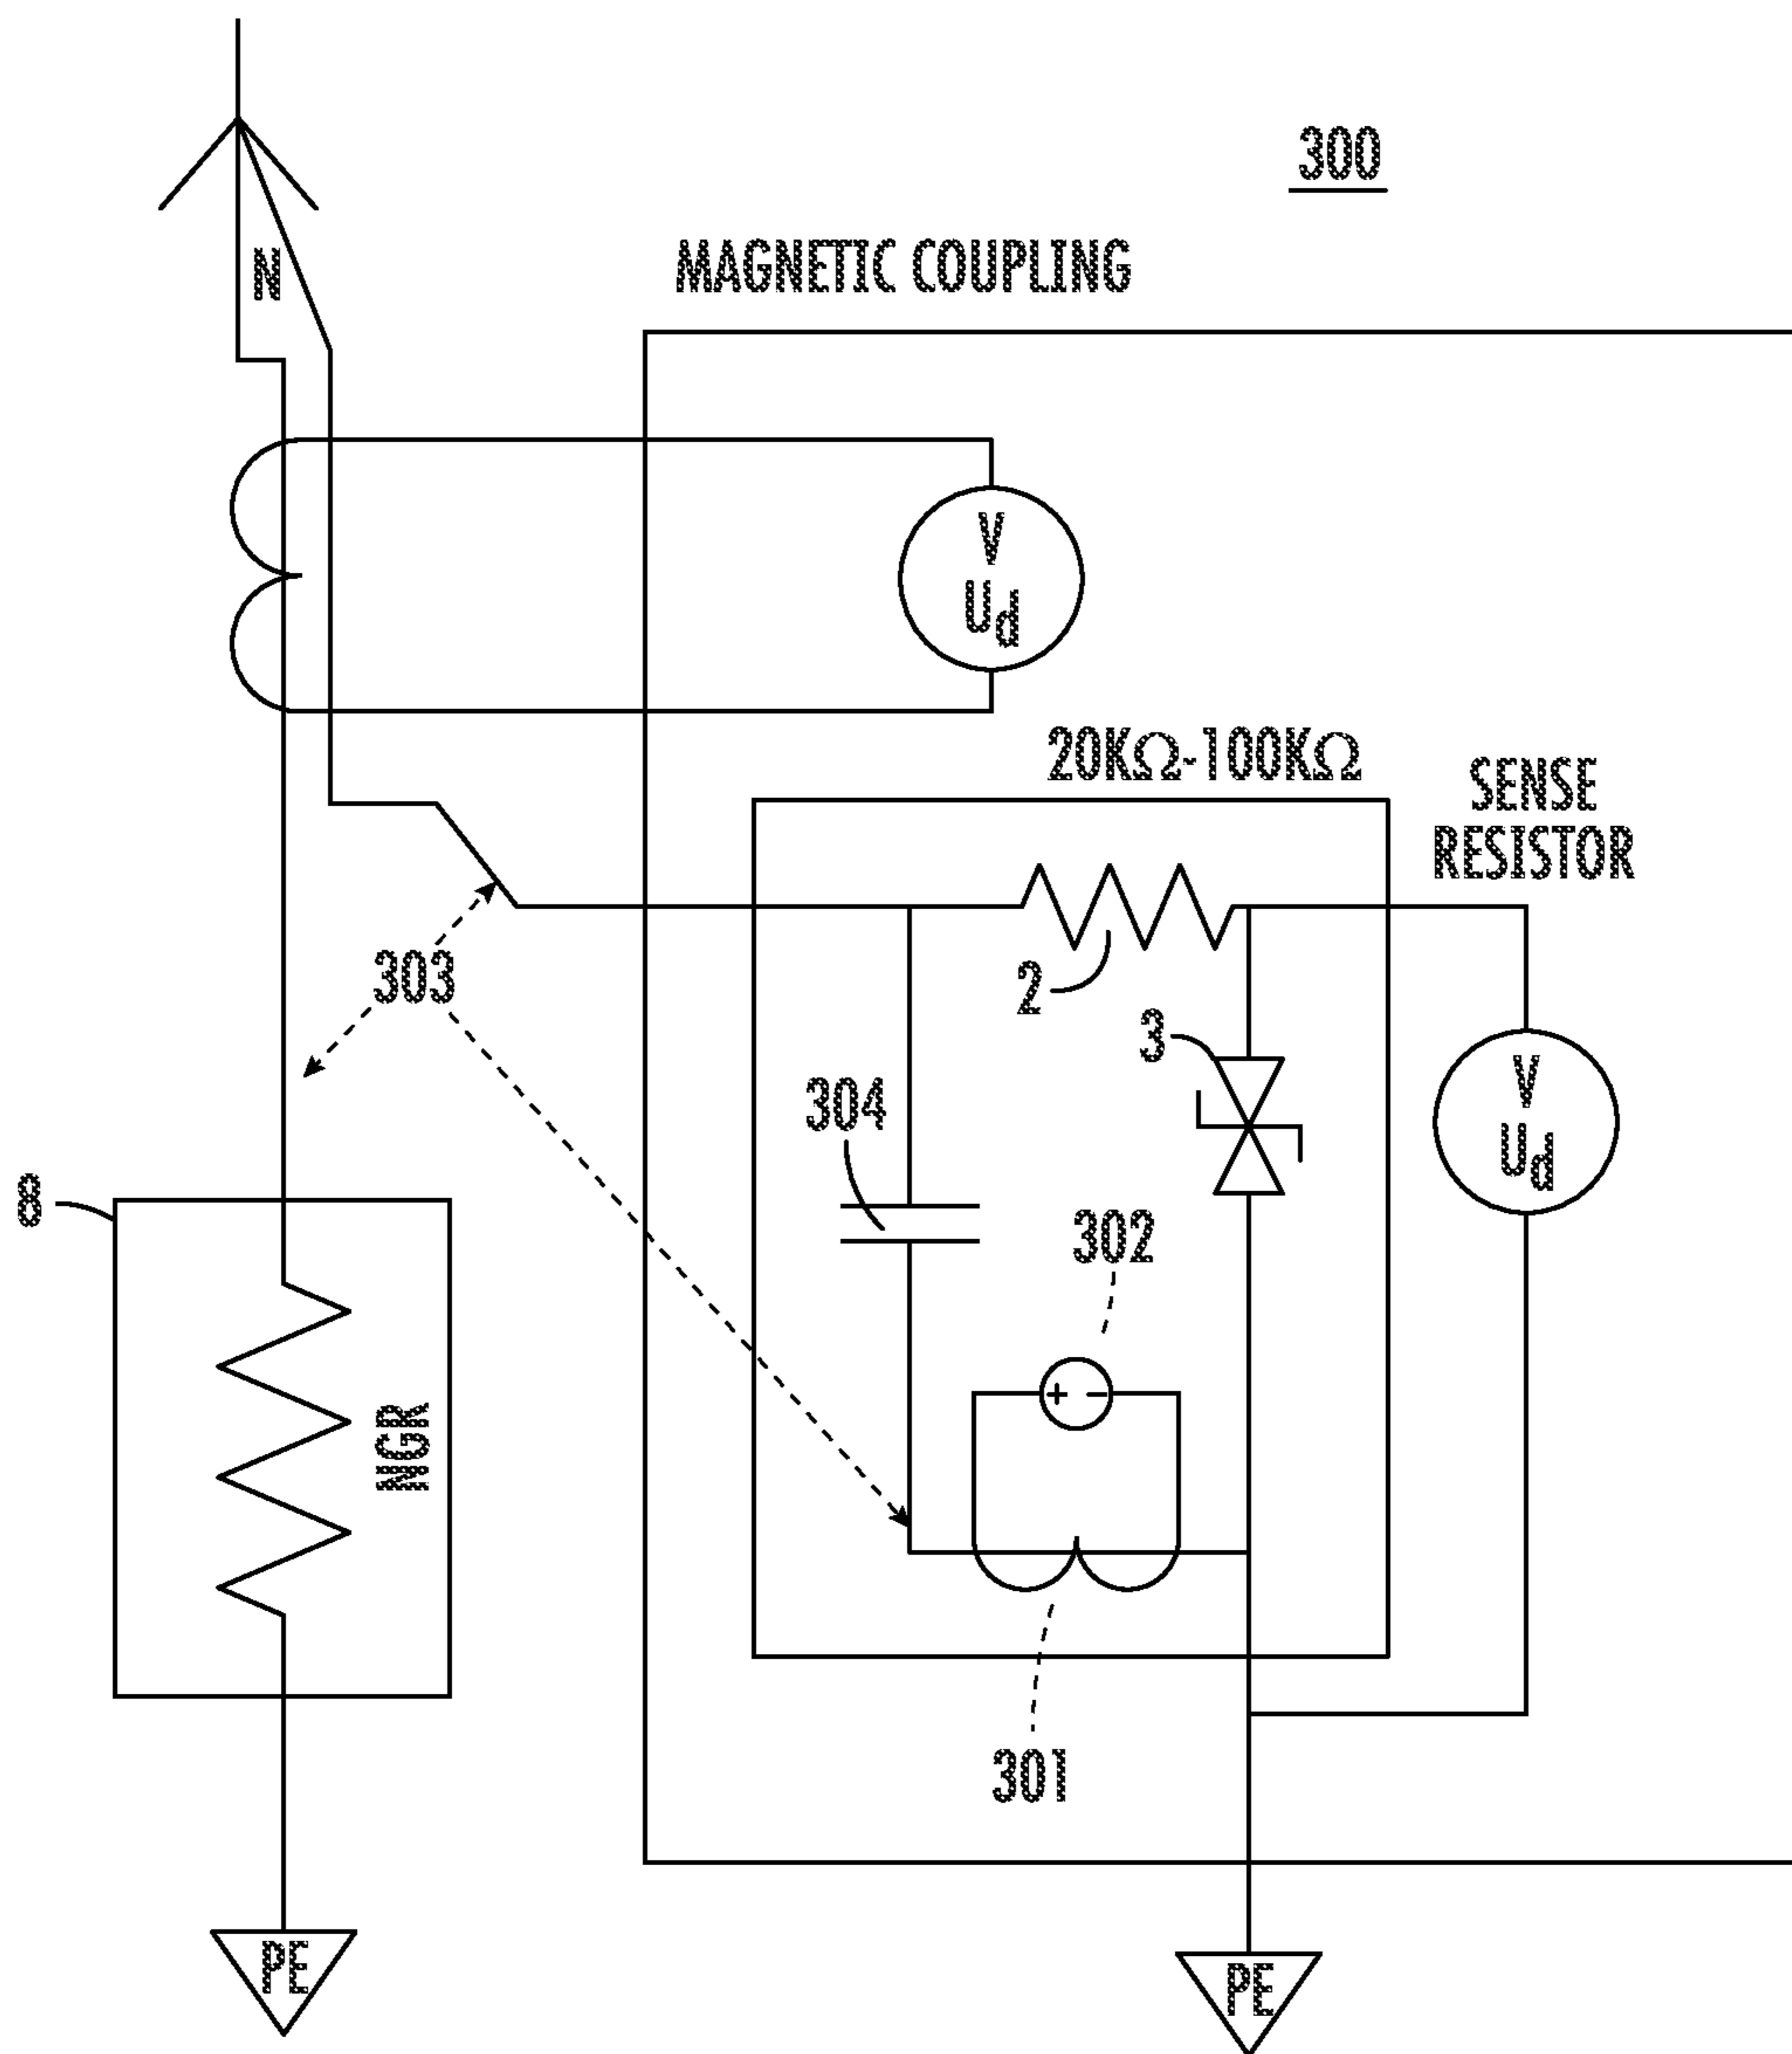 300
N
MAGNETIC COUPLING
V
Ud
20KΩ-100KΩ
SENSE
RESISTOR
303
2
3
304
V
Ud
8
302
+ -
NGR
301
PE
PE